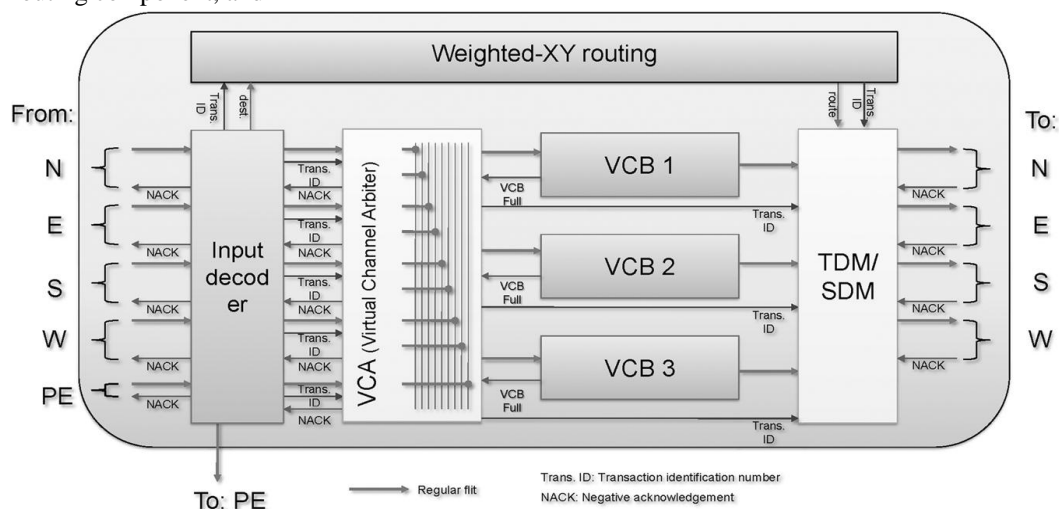 Weighted-XY routing
From:
To:
Trans.
ID
dest.
route
Trans
ID
N
NACK
E
NACK
S
NACK
W
NACK
PE
NACK
Input
decod
er
Trans.
ID
NACK
Trans.
ID
NACK
Trans.
ID
NACK
Trans.
ID
NACK
Trans.
ID
NACK
VCA (Virtual Channel Arbiter)
VCB 1
VCB
Full
Trans.
ID
VCB 2
VCB
Full
Trans.
ID
VCB 3
VCB
Full
Trans.
ID
TDM/
SDM
NACK
N
NACK
E
NACK
S
NACK
W
To: PE
Regular flit
Trans. ID: Transaction identification number
NACK: Negative acknowledgement